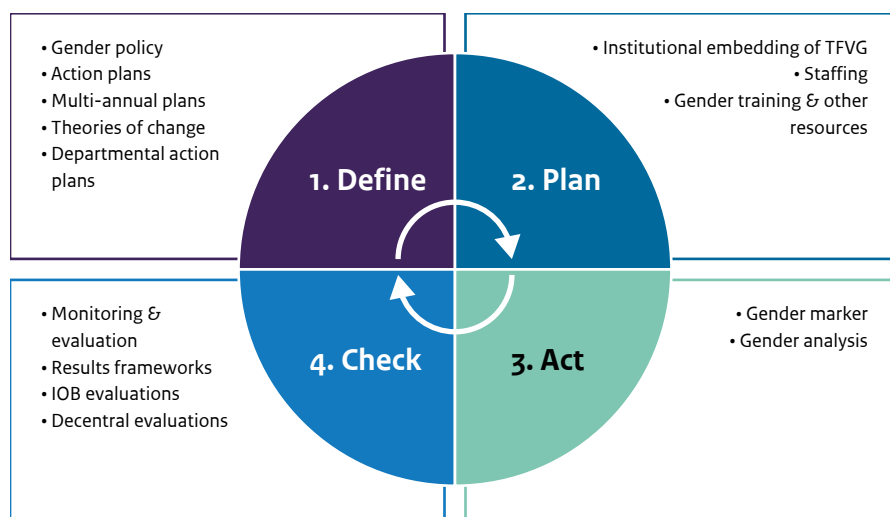 • Gender policy
• Action plans
• Multi-annual plans
• Theories of change
• Departmental action
plans
1. Define
• Institutional embedding of TFVG
• Staffing
• Gender training & other
resources
2. Plan
• Monitoring &
evaluation
• Results frameworks
• IOB evaluations
• Decentral evaluations
4. Check
• Gender marker
• Gender analysis
3. Act